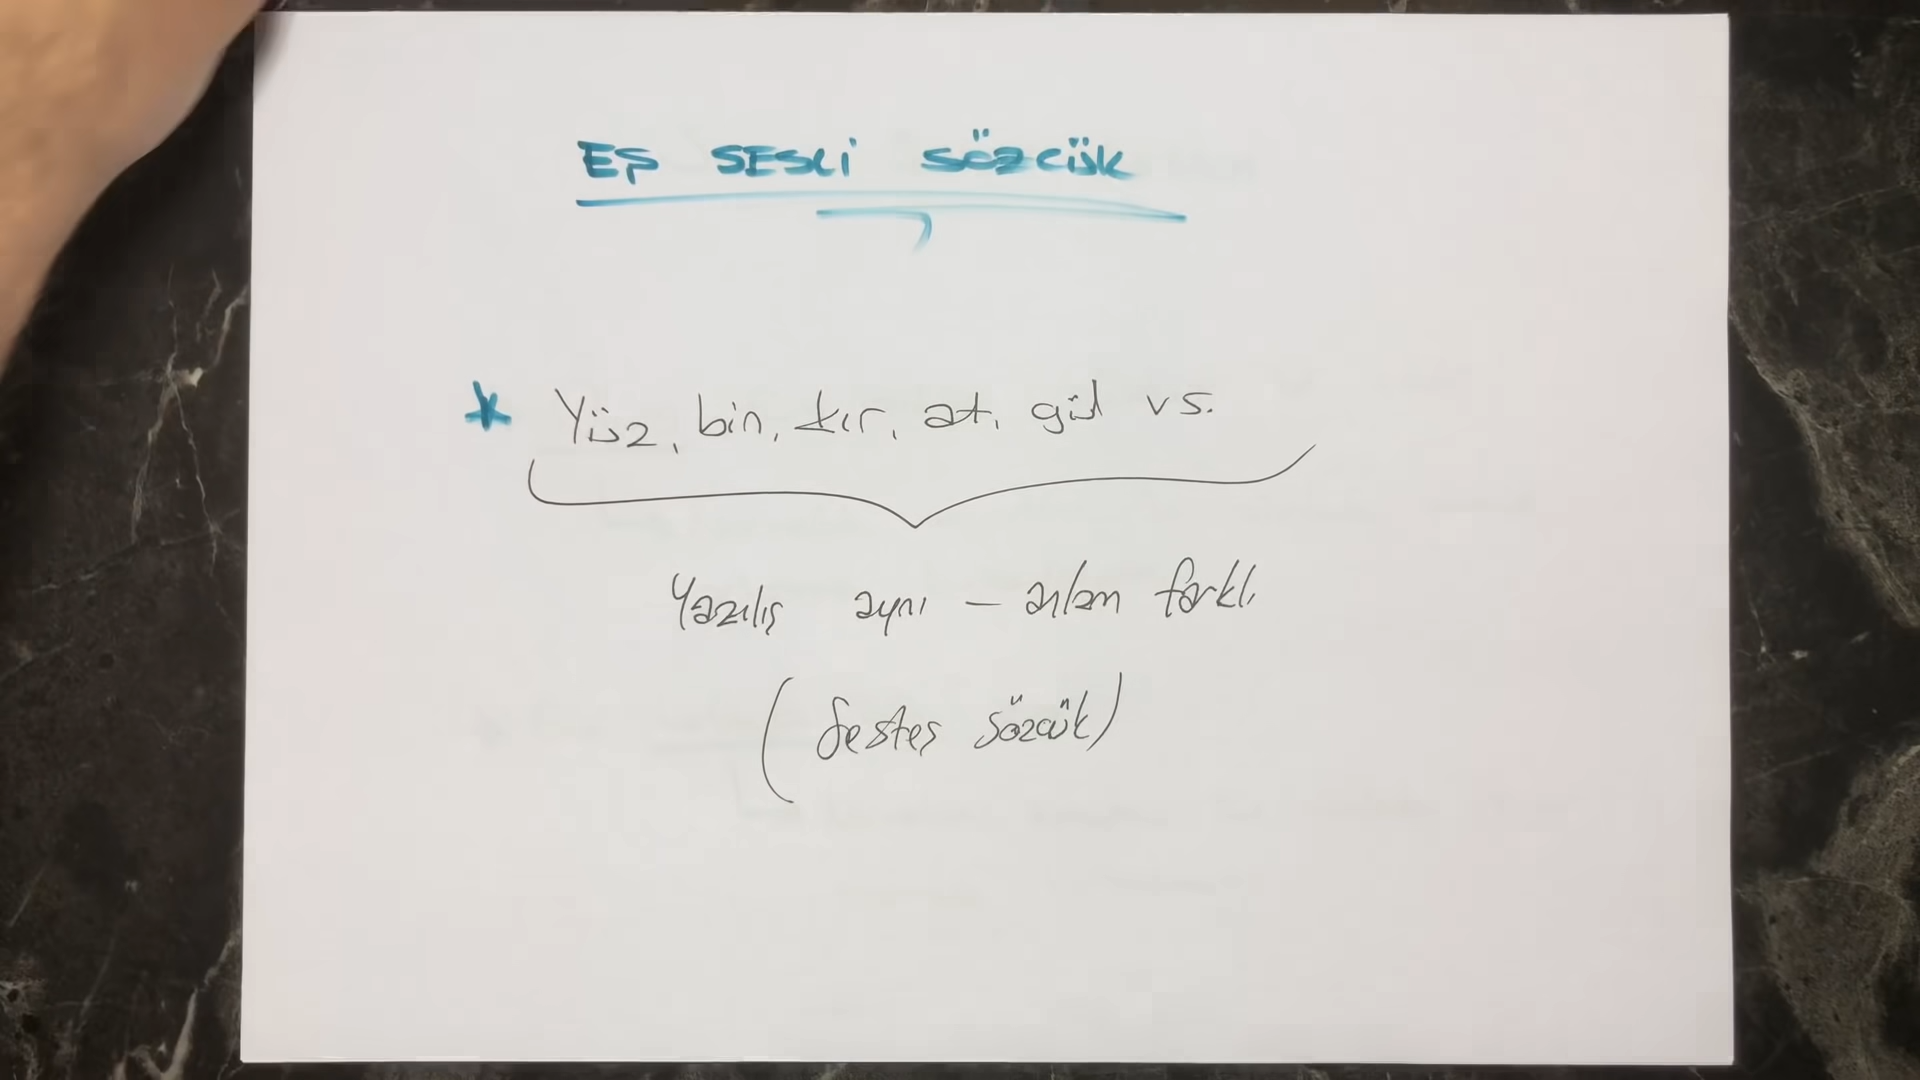 EŞ SESLİ SÖZCÜK
* Yüz, bin, kır, at, gül vs.
Yazılış aynı - anlam farklı
(Sesteş sözcük)